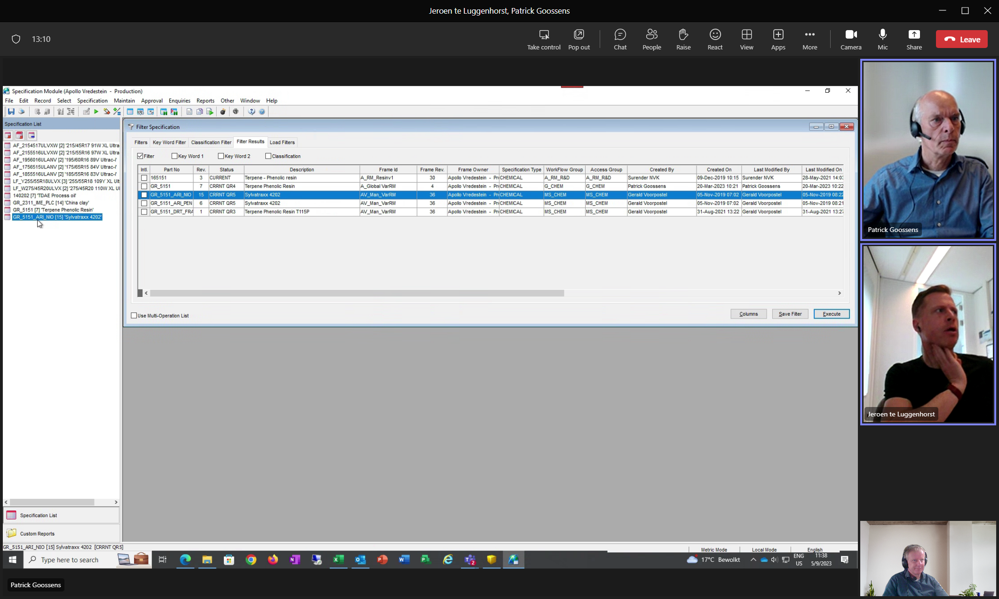 Jeroen te Luggenhorst, Patrick Goossens
13:10
Take control Pop out Chat People Raise React View Apps More Camera Mic Share Leave
Specification Module (Apollo Vredestein - Production)
File Edit Record Select Specification Maintain Approval Enquiries Reports Other Window Help
Specification List
AF_2154517ULVXW [2] '215/45R17 91W XL Ultra
AF_2155516ULVXW [2] '215/55R16 97W XL Ultra
AF_1956016ULANV [2] '195/60R16 89V Ultrac-i'
AF_1756515ULANV [2] '175/65R15 84V Ultrac-i'
AF_1855516ULANV [2] '185/55R16 83V Ultrac-i'
LF_Y255/55R18ULVX [3] '255/55R18 109Y XL Ult
LF_W275/45R20ULVX [2] '275/45R20 110W XL Ul
140202 [7] 'TDAE Process oil'
GR_2311_IME_PLC [14] 'China clay'
GR_5151 [7] 'Terpene Phenolic Resin'
GR_5151_ARI_NIO [15] 'Sylvatraxx 4202'
Filter Specification
Filters Key Word Filter Classification Filter Filter Results Load Filters
Filter Key Word 1 Key Word 2 Classification
Intl. Part No Rev. Status Description Frame Id Frame Rev. Frame Owner Specification Type WorkFlow Group Access Group Created By Created On Last Modified By Last Modified On
165151 3 CURRENT Terpene - Phenolic resin A_RM_Resinv1 30 Apollo Vredestein - Pr CHEMICAL A_RM_R&D A_RM_R&D Surender NVK 09-Dec-2019 10:15 Surender NVK 28-May-2021 14:03
GR_5151 7 CRRNT QR4 Terpene Phenolic Resin A_Global VarRM 4 Apollo Vredestein - Pr CHEMICAL G_CHEM G_CHEM Patrick Goossens 20-Mar-2023 10:21 Patrick Goossens 20-Mar-2023 10:22
GR_5151_ARI_NIO 15 CRRNT QR5 Sylvatraxx 4202 AV_Man_VarRM 36 Apollo Vredestein - Pr CHEMICAL MS_CHEM MS_CHEM Gerald Voorpostel 05-Nov-2019 07:02 Gerald Voorpostel 05-Nov-2019 08:22
GR_5151_ARI_PEN 6 CRRNT QR5 Sylvatraxx 4202 AV_Man_VarRM 36 Apollo Vredestein - Pr CHEMICAL MS_CHEM MS_CHEM Gerald Voorpostel 05-Nov-2019 07:02 Gerald Voorpostel 05-Nov-2019 08:21
GR_5151_DRT_FRA 1 CRRNT QR3 Terpene Phenolic Resin T115P AV_Man_VarRM 36 Apollo Vredestein - Pr CHEMICAL MS_CHEM MS_CHEM Gerald Voorpostel 31-Aug-2021 13:22 Gerald Voorpostel 31-Aug-2021 13:27
Use Multi-Operation List
Columns Save Filter Execute
Patrick Goossens
Jeroen te Luggenhorst
Specification List
Custom Reports
GR_5151_ARI_NIO [15] Sylvatraxx 4202 [CRRNT QR5]
Metric Mode Local Mode English
Type here to search
17°C Bewolkt
ENG
US
11:38
5/9/2023
Patrick Goossens